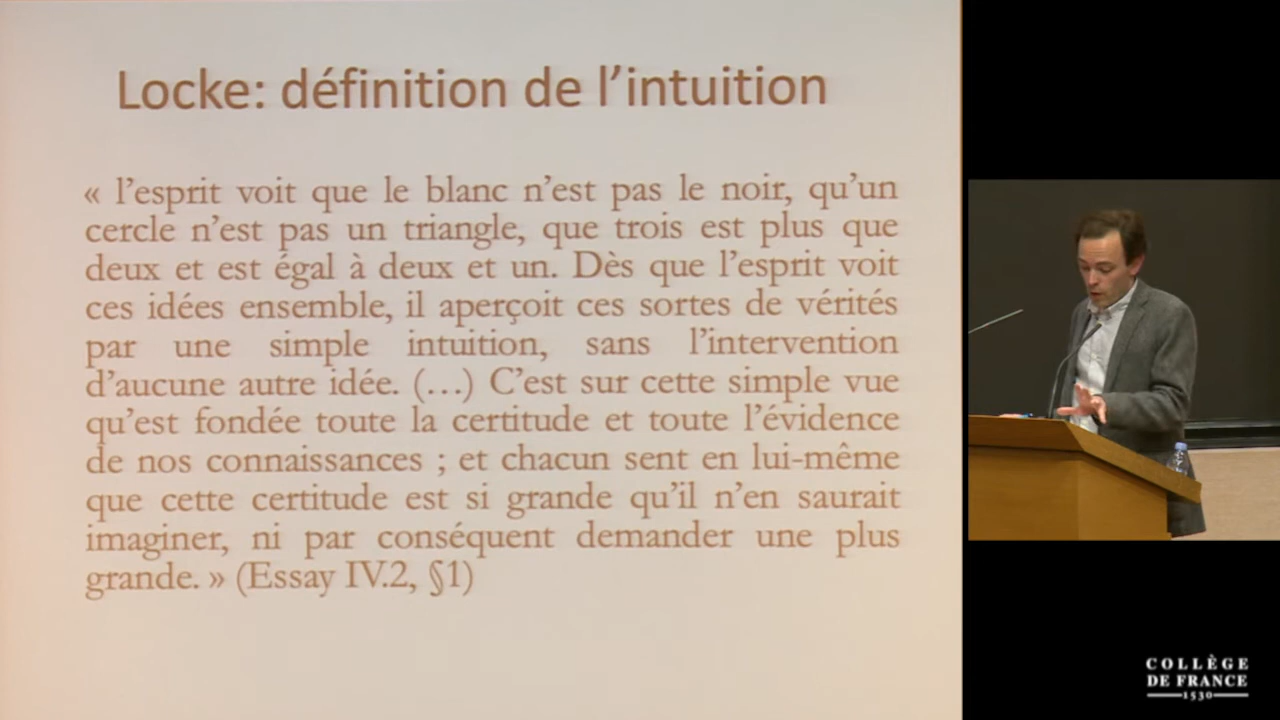 Locke: définition de l’intuition
« l’esprit voit que le blanc n’est pas le noir, qu’un
cercle n’est pas un triangle, que trois est plus que
deux et est égal à deux et un. Dès que l’esprit voit
ces idées ensemble, il aperçoit ces sortes de vérités
par une simple intuition, sans l’intervention
d’aucune autre idée. (…) C’est sur cette simple vue
qu’est fondée toute la certitude et toute l’évidence
de nos connaissances ; et chacun sent en lui-même
que cette certitude est si grande qu’il n’en saurait
imaginer, ni par conséquent demander une plus
grande. » (Essay IV.2, §1)
COLLÈGE
DE FRANCE
1530